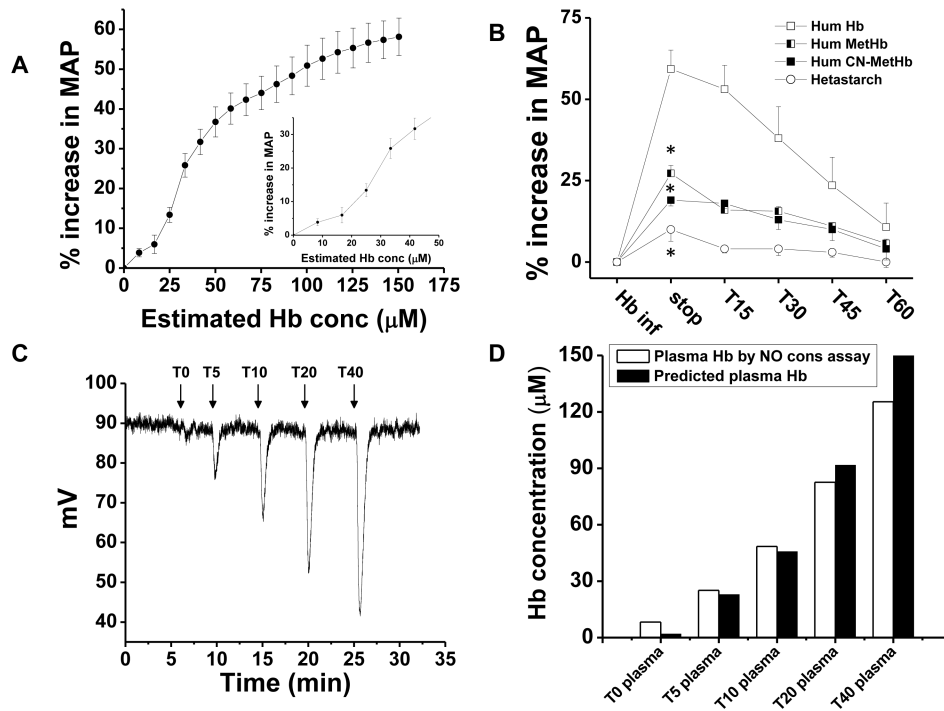 A
% increase in MAP
60
50
40
30
20
10
0
0 25 50 75 100 125 150 175
Estimated Hb conc (μM)
% increase in MAP
30
20
10
0
0 10 20 30 40 50
Estimated Hb conc (μM)
B
% increase in MAP
75
50
25
0
Hum Hb
Hum MetHb
Hum CN-MetHb
Hetastarch
*
*
*
Hb inf stop T15 T30 T45 T60
C
mV
100
90
80
70
60
50
40
T0 T5 T10 T20 T40
0 5 10 15 20 25 30 35
Time (min)
D
Hb concentration (μM)
150
120
90
60
30
0
Plasma Hb by NO cons assay
Predicted plasma Hb
T0 plasma T5 plasma T10 plasma T20 plasma T40 plasma